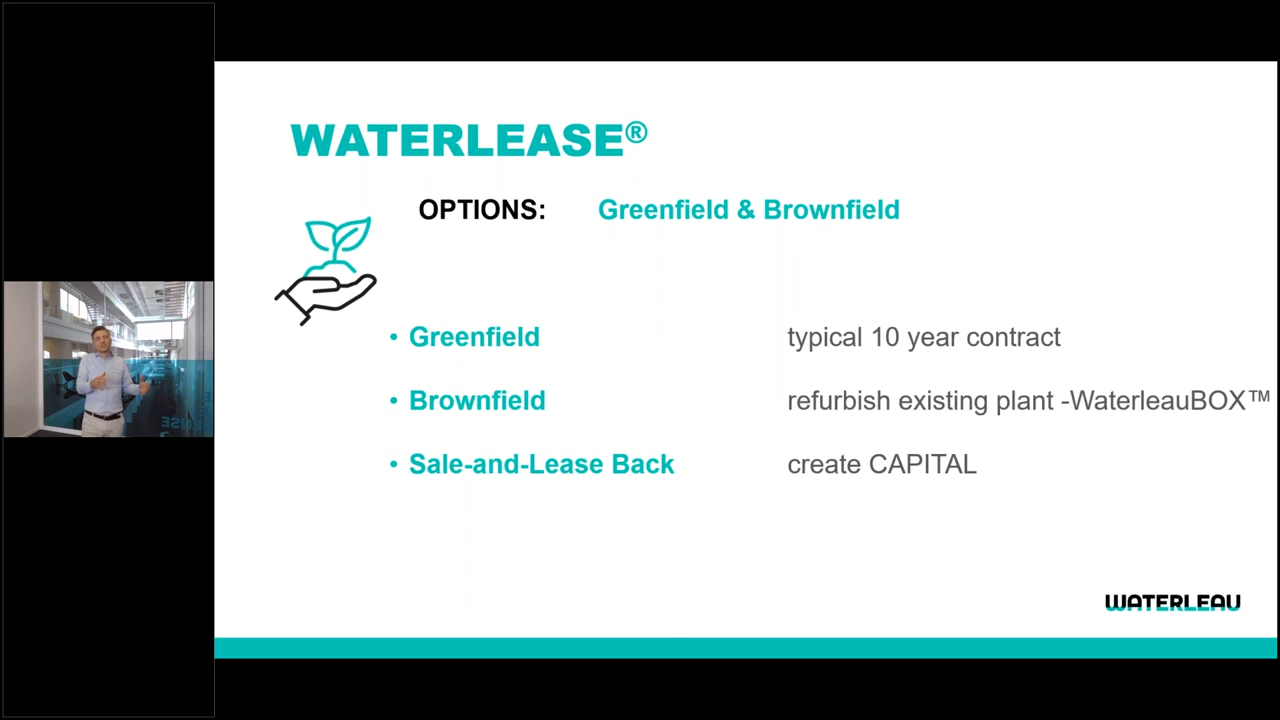 WATERLEASE®
OPTIONS: Greenfield & Brownfield
• Greenfield typical 10 year contract
• Brownfield refurbish existing plant -WaterleauBOX™
• Sale-and-Lease Back create CAPITAL
WATERLEAU